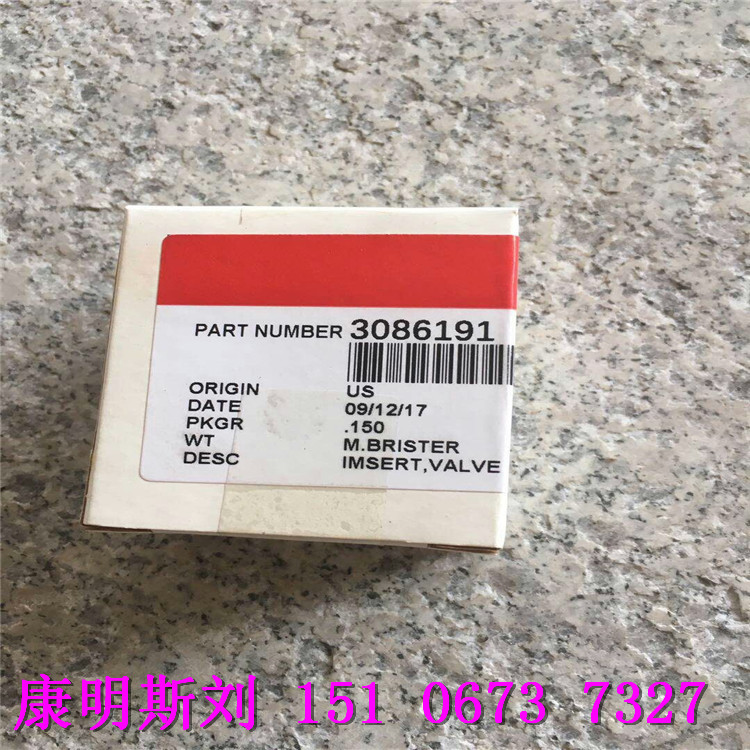 PART NUMBER 3086191
ORIGIN US
DATE 09/12/17
PKGR .150
WT M.BRISTER
DESC IMSERT,VALVE
康明斯刘 151 0673 7327